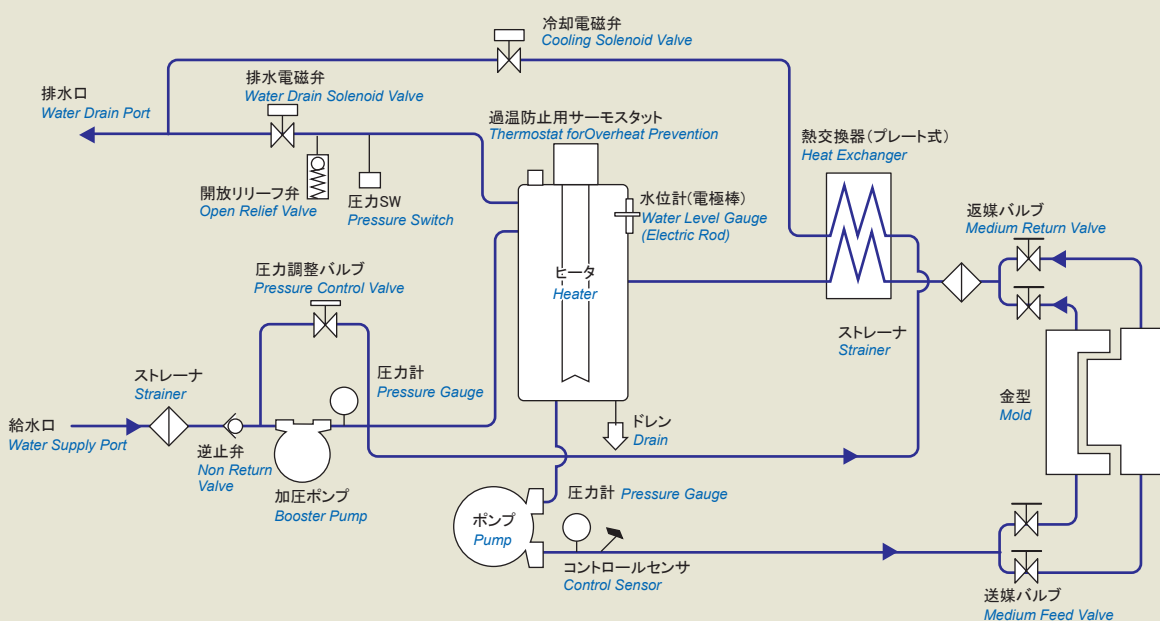 冷却電磁弁
Cooling Solenoid Valve
排水電磁弁
Water Drain Solenoid Valve
排水口
Water Drain Port
過温防止用サーモスタット
Thermostat forOverheat Prevention
熱交換器(プレート式)
Heat Exchanger
開放リリーフ弁
Open Relief Valve
圧力SW
Pressure Switch
水位計(電極棒)
Water Level Gauge
(Electric Rod)
返媒バルブ
Medium Return Valve
圧力調整バルブ
Pressure Control Valve
ヒータ
Heater
ストレーナ
Strainer
ストレーナ
Strainer
圧力計
Pressure Gauge
金型
Mold
給水口
Water Supply Port
逆止弁
Non Return
Valve
ドレン
Drain
加圧ポンプ
Booster Pump
圧力計 Pressure Gauge
ポンプ
Pump
コントロールセンサ
Control Sensor
送媒バルブ
Medium Feed Valve